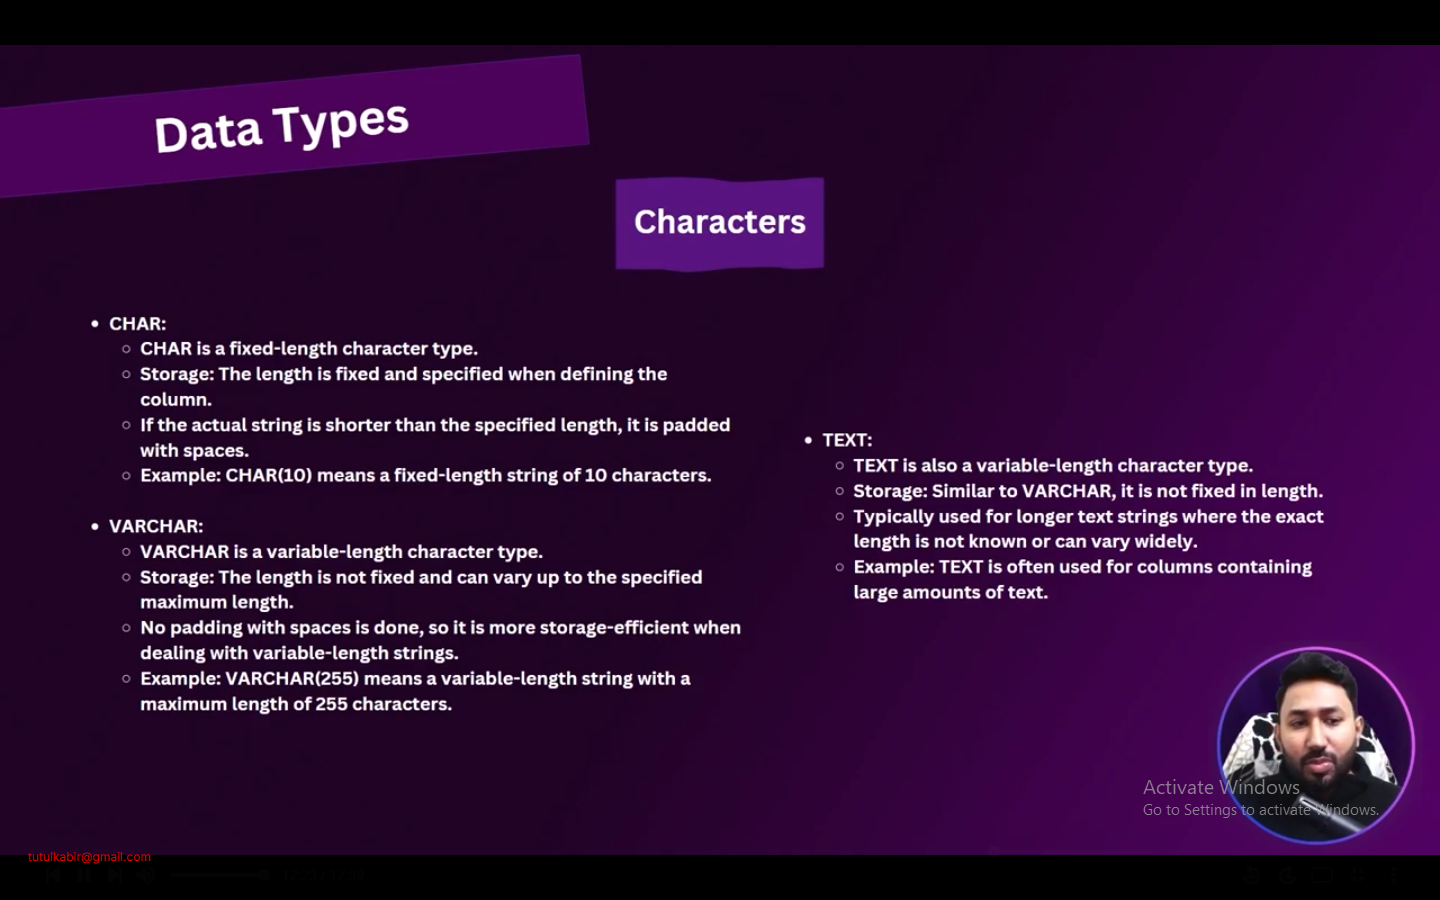 Data Types
Characters
• CHAR:
○ CHAR is a fixed-length character type.
○ Storage: The length is fixed and specified when defining the
column.
○ If the actual string is shorter than the specified length, it is padded
with spaces.
○ Example: CHAR(10) means a fixed-length string of 10 characters.
• VARCHAR:
○ VARCHAR is a variable-length character type.
○ Storage: The length is not fixed and can vary up to the specified
maximum length.
○ No padding with spaces is done, so it is more storage-efficient when
dealing with variable-length strings.
○ Example: VARCHAR(255) means a variable-length string with a
maximum length of 255 characters.
• TEXT:
○ TEXT is also a variable-length character type.
○ Storage: Similar to VARCHAR, it is not fixed in length.
○ Typically used for longer text strings where the exact
length is not known or can vary widely.
○ Example: TEXT is often used for columns containing
large amounts of text.
Activate Windows
Go to Settings to activate Windows.
tutulkabir@gmail.com